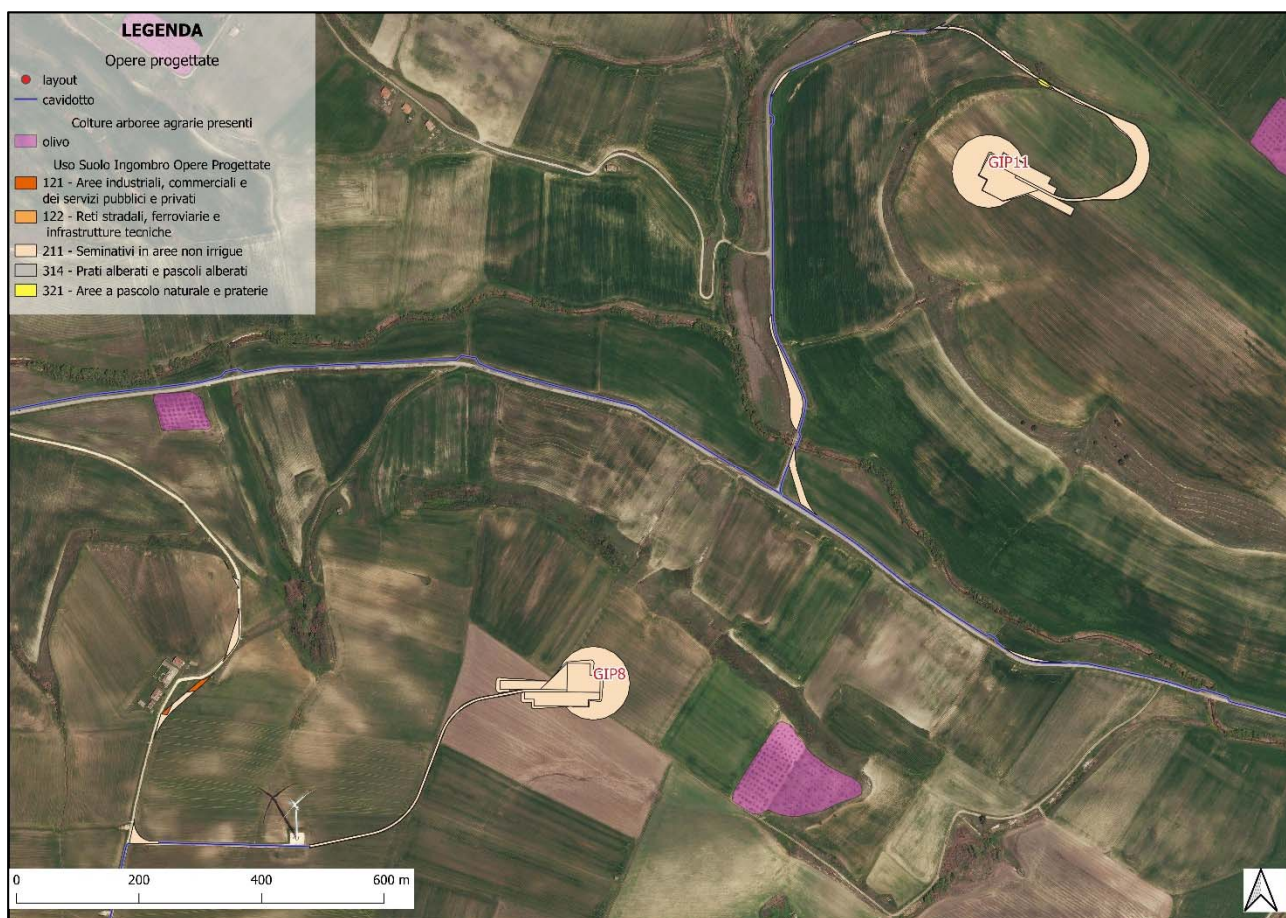 LEGENDA
Opere progettate
layout
cavidotto
Colture arboree agrarie presenti
olivo
Uso Suolo Ingombro Opere Progettate
121 - Aree industriali, commerciali e
dei servizi pubblici e privati
122 - Reti stradali, ferroviarie e
infrastrutture tecniche
211 - Seminativi in aree non irrigue
314 - Prati alberati e pascoli alberati
321 - Aree a pascolo naturale e praterie
GIP11
GIP8
0 200 400 600 m